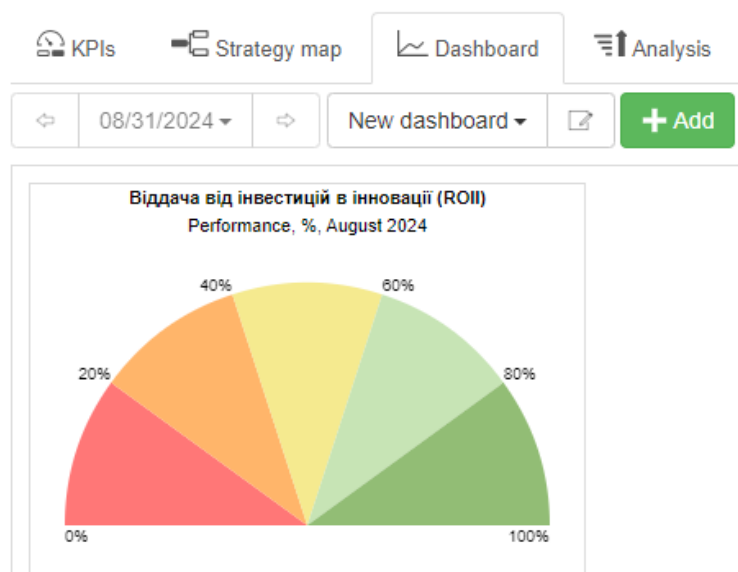 KPIs Strategy map Dashboard Analysis
08/31/2024 New dashboard Add
Віддача від інвестицій в інновації (ROII)
Performance, %, August 2024
40% 60%
20% 80%
0% 100%